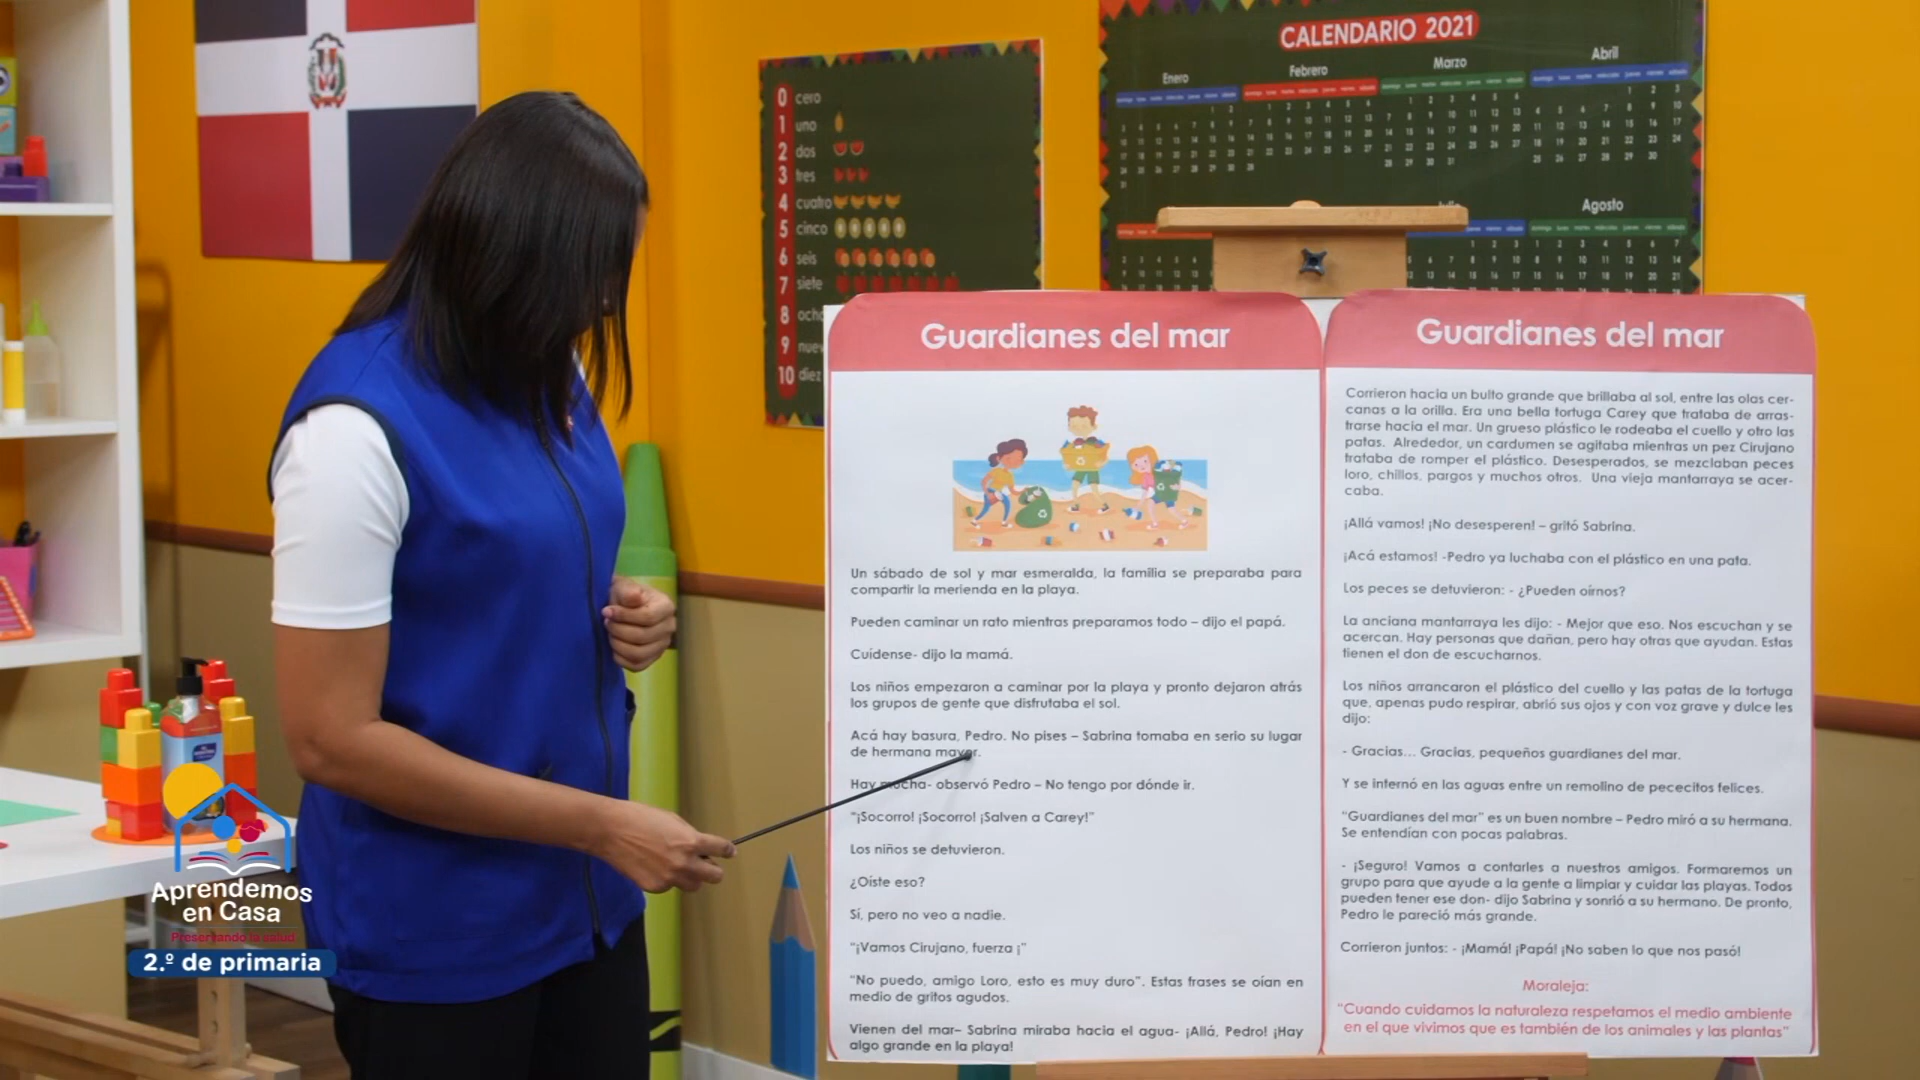 CALENDARIO 2021
Enero
Febrero
Marzo
Abril
Agosto
0 cero
1 uno
2 dos
3 tres
4 cuatro
5 cinco
6 seis
7 siete
8
9
10 diez
Guardianes del mar
Un sábado de sol y mar esmeralda, la familia se preparaba para
compartir la merienda en la playa.
Pueden caminar un rato mientras preparamos todo – dijo el papá.
Cuídense- dijo la mamá.
Los niños empezaron a caminar por la playa y pronto dejaron atrás
los grupos de gente que disfrutaba el sol.
Acá hay basura, Pedro. No pises – Sabrina tomaba en serio su lugar
de hermana mayor.
Hay mucha- observó Pedro – No tengo por dónde ir.
"¡Socorro! ¡Socorro! ¡Salven a Carey!"
Los niños se detuvieron.
¿Oíste eso?
Sí, pero no veo a nadie.
"¡Vamos Cirujano, fuerza ¡"
"No puedo, amigo Loro, esto es muy duro". Estas frases se oían en
medio de gritos agudos.
Vienen del mar– Sabrina miraba hacia el agua- ¡Allá, Pedro! ¡Hay
algo grande en la playa!
Guardianes del mar
Corrieron hacia un bulto grande que brillaba al sol, entre las olas cer-
canas a la orilla. Era una bella tortuga Carey que trataba de arras-
trarse hacia el mar. Un grueso plástico le rodeaba el cuello y otro las
patas. Alrededor, un cardumen se agitaba mientras un pez Cirujano
trataba de romper el plástico. Desesperados, se mezclaban peces
loro, chillos, pargos y muchos otros. Una vieja mantarraya se acer-
caba.
¡Allá vamos! ¡No desesperen! – gritó Sabrina.
¡Acá estamos! -Pedro ya luchaba con el plástico en una pata.
Los peces se detuvieron: - ¿Pueden oírnos?
La anciana mantarraya les dijo: - Mejor que eso. Nos escuchan y se
acercan. Hay personas que dañan, pero hay otras que ayudan. Estas
tienen el don de escucharnos.
Los niños arrancaron el plástico del cuello y las patas de la tortuga
que, apenas pudo respirar, abrió sus ojos y con voz grave y dulce les
dijo:
- Gracias… Gracias, pequeños guardianes del mar.
Y se internó en las aguas entre un remolino de pececitos felices.
"Guardianes del mar" es un buen nombre – Pedro miró a su hermana.
Se entendían con pocas palabras.
- ¡Seguro! Vamos a contarles a nuestros amigos. Formaremos un
grupo para que ayude a la gente a limpiar y cuidar las playas. Todos
pueden tener ese don- dijo Sabrina y sonrió a su hermano. De pronto,
Pedro le pareció más grande.
Corrieron juntos: - ¡Mamá! ¡Papá! ¡No saben lo que nos pasó!
Moraleja:
"Cuando cuidamos la naturaleza respetamos el medio ambiente
en el que vivimos que es también de los animales y las plantas"
Aprendemos
en Casa
Preservando la salud
2.º de primaria